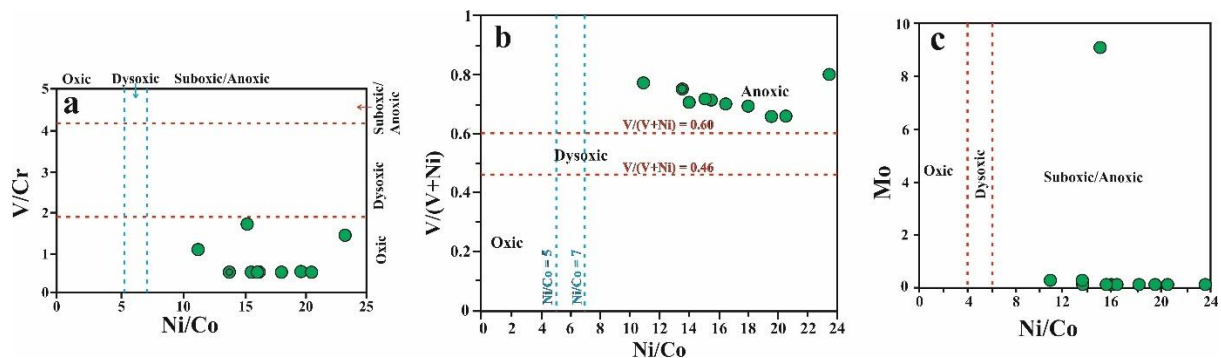 a
Oxic
Dysoxic
Suboxic/Anoxic
5
4
3
2
1
0
V/Cr
Suboxic/
Anoxic
Dysoxic
Oxic
0
5
10
15
20
25
Ni/Co
b
1
0.8
0.6
0.4
0.2
0
V/(V+Ni)
Anoxic
V/(V+Ni) = 0.60
Dysoxic
V/(V+Ni) = 0.46
Oxic
Ni/Co = 5
Ni/Co = 7
0 2 4 6 8 10 12 14 16 18 20 22 24
Ni/Co
c
10
8
6
4
2
0
Mo
Oxic
Dysoxic
Suboxic/Anoxic
0 4 6 8 12 16 20 24
Ni/Co